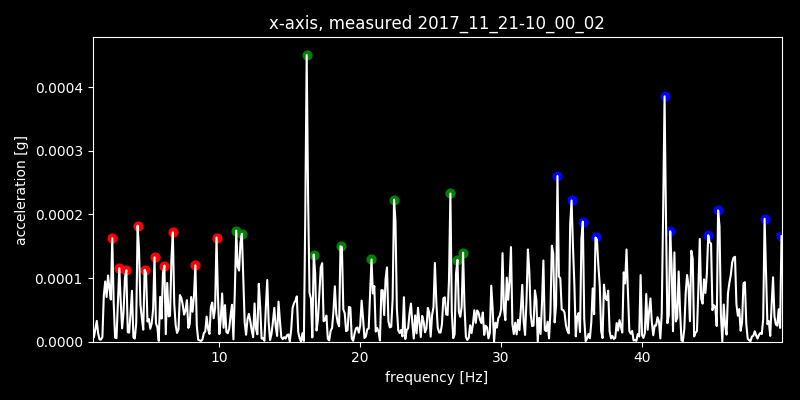 x-axis, measured 2017_11_21-10_00_02
acceleration [g]
0.0004
0.0003
0.0002
0.0001
0.0000
10 20 30 40
frequency [Hz]